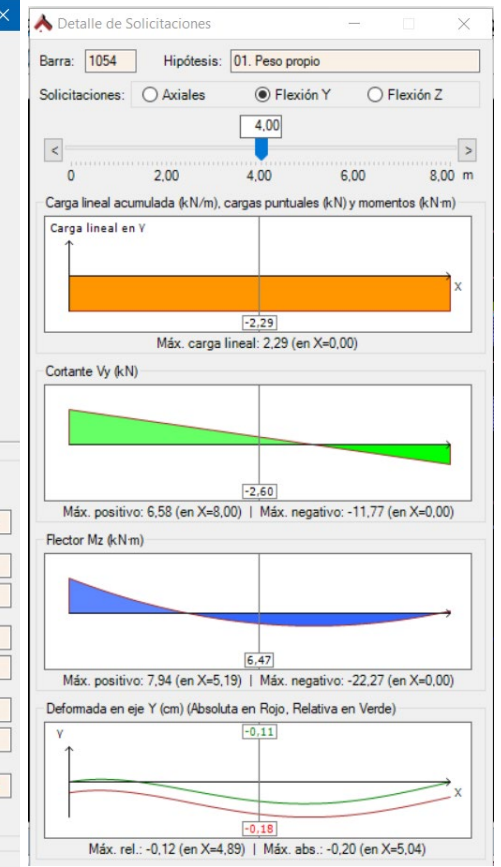 Detalle de Solicitaciones
Barra: 1054 Hipótesis: 01. Peso propio
Solicitaciones: Axiales Flexión Y Flexión Z
4,00
< >
0 2,00 4,00 6,00 8,00 m
Carga lineal acumulada (kN/m), cargas puntuales (kN) y momentos (kN·m)
Carga lineal en Y
X
-2,29
Máx. carga lineal: 2,29 (en X=0,00)
Cortante Vy (kN)
-2,60
Máx. positivo: 6,58 (en X=8,00) | Máx. negativo: -11,77 (en X=0,00)
Flector Mz (kN·m)
6,47
Máx. positivo: 7,94 (en X=5,19) | Máx. negativo: -22,27 (en X=0,00)
Deformada en eje Y (cm) (Absoluta en Rojo, Relativa en Verde)
Y -0,11
X
-0,18
Máx. rel.: -0,12 (en X=4,89) | Máx. abs.: -0,20 (en X=5,04)